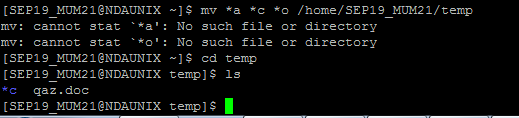 [SEP19_MUM21@NDAUNIX ~]$ mv *a *c *o /home/SEP19_MUM21/temp
mv: cannot stat `*a': No such file or directory
mv: cannot stat `*o': No such file or directory
[SEP19_MUM21@NDAUNIX ~]$ cd temp
[SEP19_MUM21@NDAUNIX temp]$ ls
*c  qaz.doc
[SEP19_MUM21@NDAUNIX temp]$